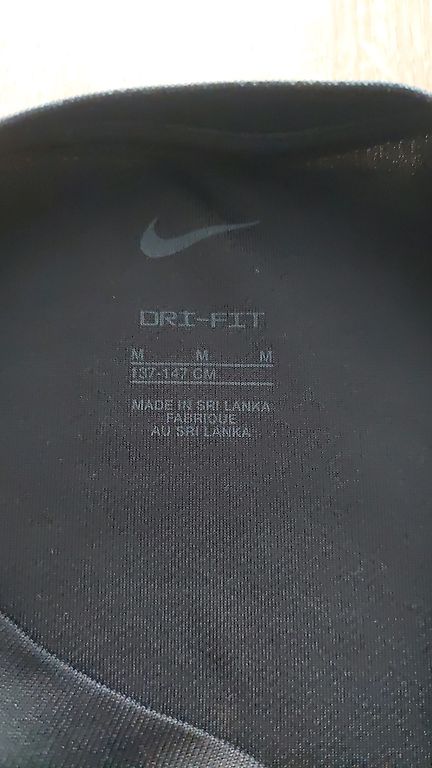 DRI-FIT
M M M
137-147 CM
MADE IN SRI LANKA
FABRIQUE
AU SRI LANKA